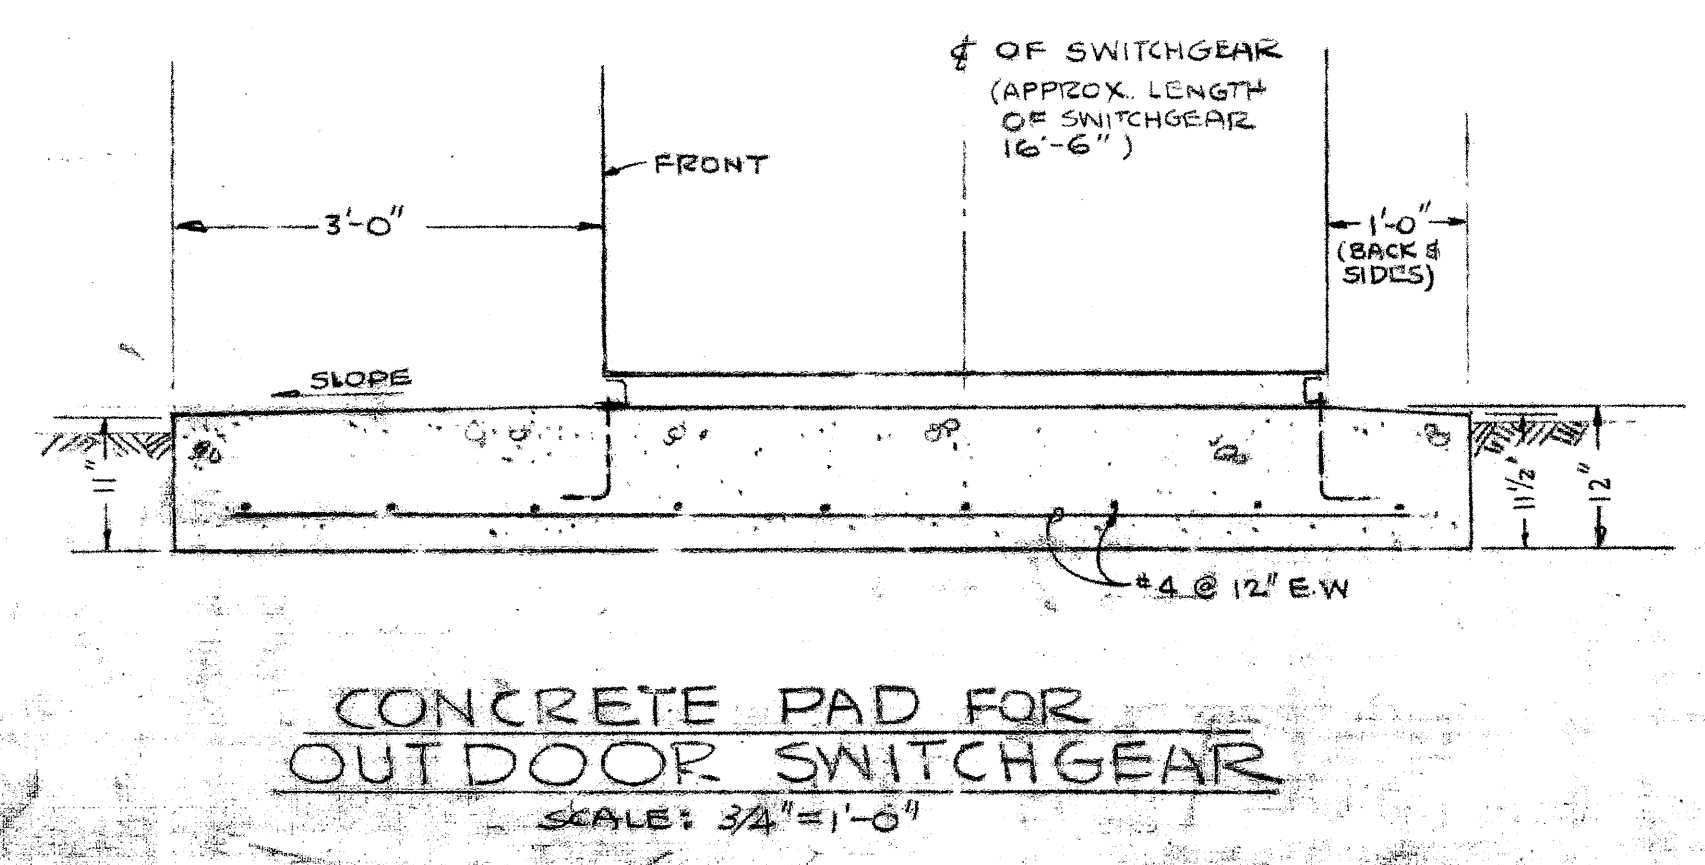 ℄ OF SWITCHGEAR
(APPROX. LENGTH
OF SWITCHGEAR
16'-6")
FRONT
3'-0"
1'-0"
(BACK &
SIDES)
SLOPE
11"
11½"
12"
#4 @ 12" E.W
CONCRETE PAD FOR
OUTDOOR SWITCHGEAR
SCALE: 3/4" = 1'-0"